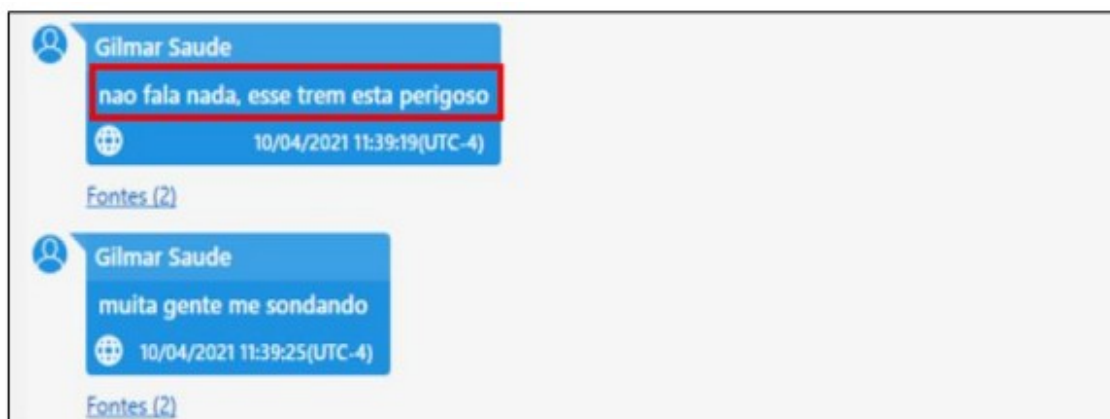 Gilmar Saude
nao fala nada, esse trem esta perigoso
10/04/2021 11:39:19(UTC-4)
Fontes (2)
Gilmar Saude
muita gente me sondando
10/04/2021 11:39:25(UTC-4)
Fontes (2)